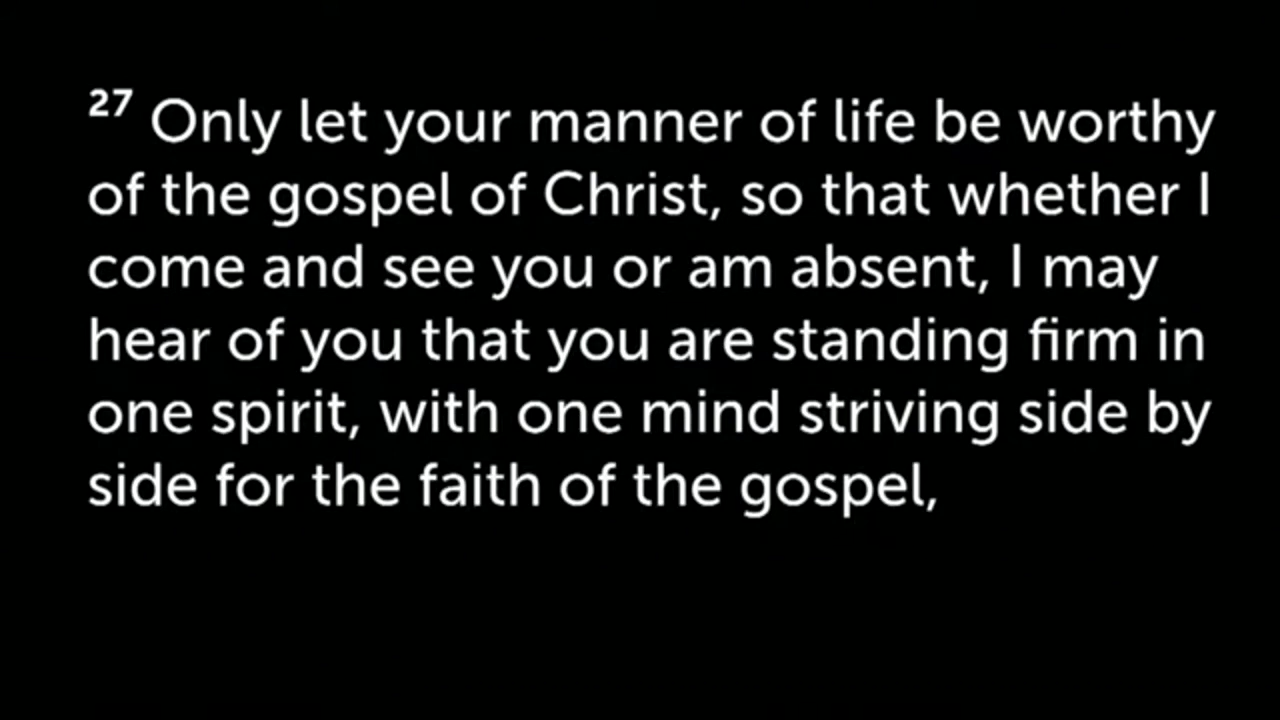 27 Only let your manner of life be worthy
of the gospel of Christ, so that whether I
come and see you or am absent, I may
hear of you that you are standing firm in
one spirit, with one mind striving side by
side for the faith of the gospel,